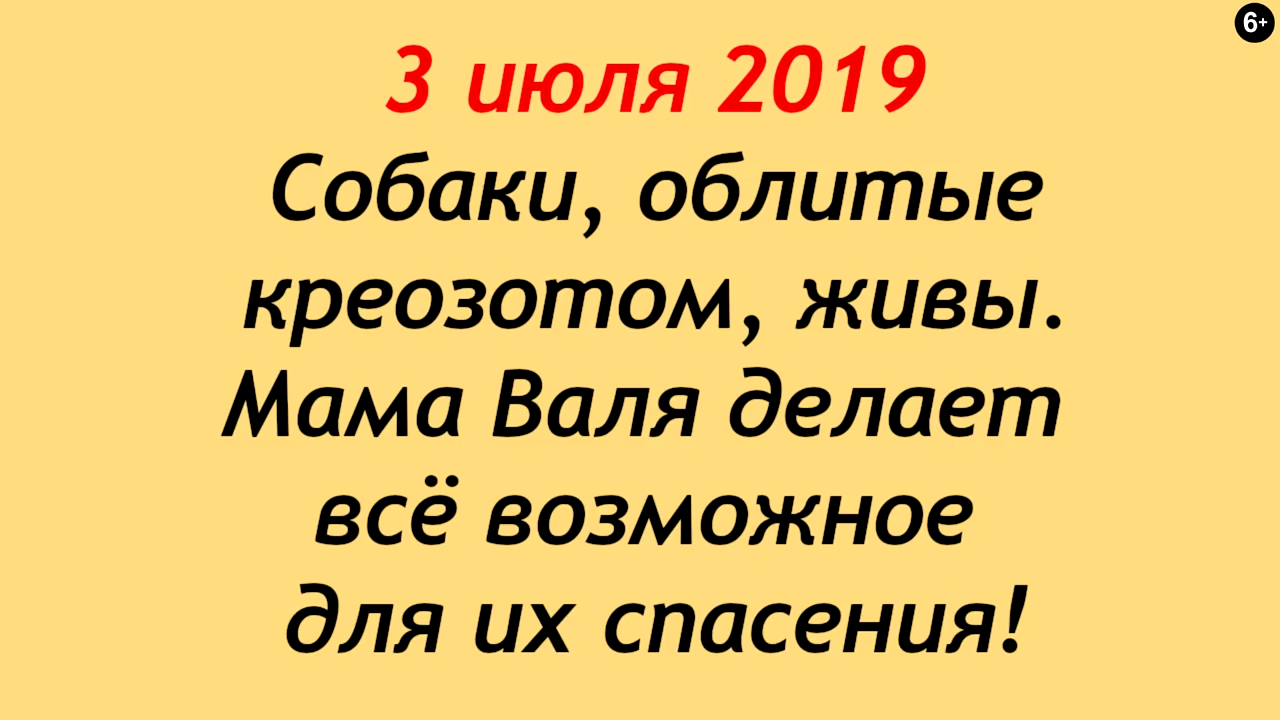 6+
3 июля 2019
Собаки, облитые
креозотом, живы.
Мама Валя делает
всё возможное
для их спасения!